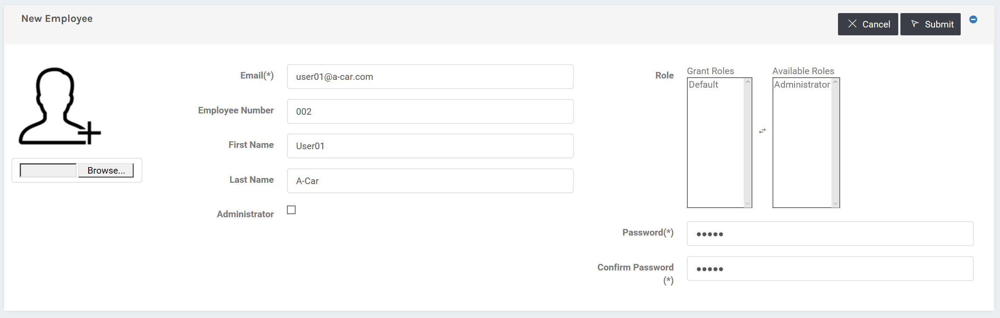 New Employee
Cancel
Submit
Email(*)
user01@a-car.com
Employee Number
002
First Name
User01
Last Name
A-Car
Administrator
Browse...
Role
Grant Roles
Available Roles
Default
Administrator
Password(*)
•••••
Confirm Password
(*)
•••••